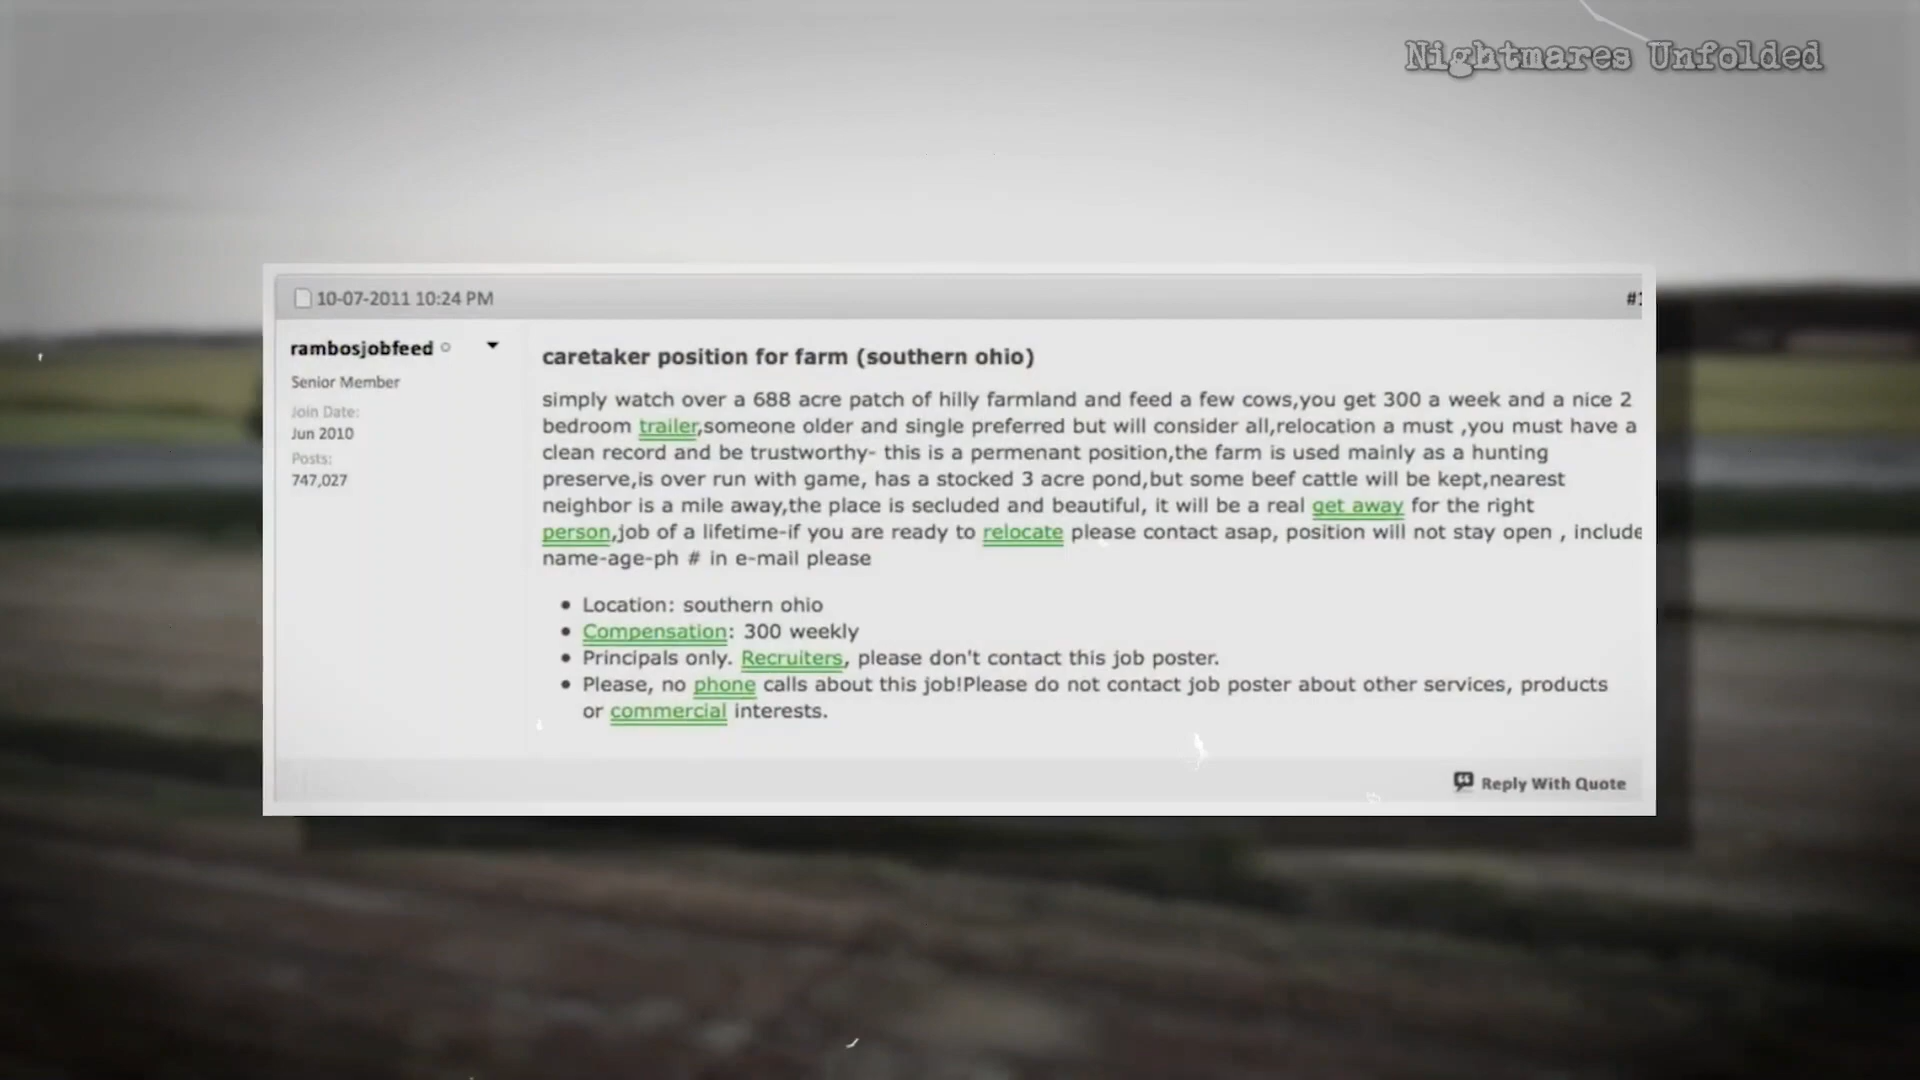 Nightmares Unfolded
10-07-2011 10:24 PM
#1
rambosjobfeed
Senior Member
Join Date:
Jun 2010
Posts:
747,027
caretaker position for farm (southern ohio)
simply watch over a 688 acre patch of hilly farmland and feed a few cows,you get 300 a week and a nice 2
bedroom trailer,someone older and single preferred but will consider all,relocation a must ,you must have a
clean record and be trustworthy- this is a permenant position,the farm is used mainly as a hunting
preserve,is over run with game, has a stocked 3 acre pond,but some beef cattle will be kept,nearest
neighbor is a mile away,the place is secluded and beautiful, it will be a real get away for the right
person,job of a lifetime-if you are ready to relocate please contact asap, position will not stay open , include
name-age-ph # in e-mail please
• Location: southern ohio
• Compensation: 300 weekly
• Principals only. Recruiters, please don't contact this job poster.
• Please, no phone calls about this job!Please do not contact job poster about other services, products
or commercial interests.
Reply With Quote